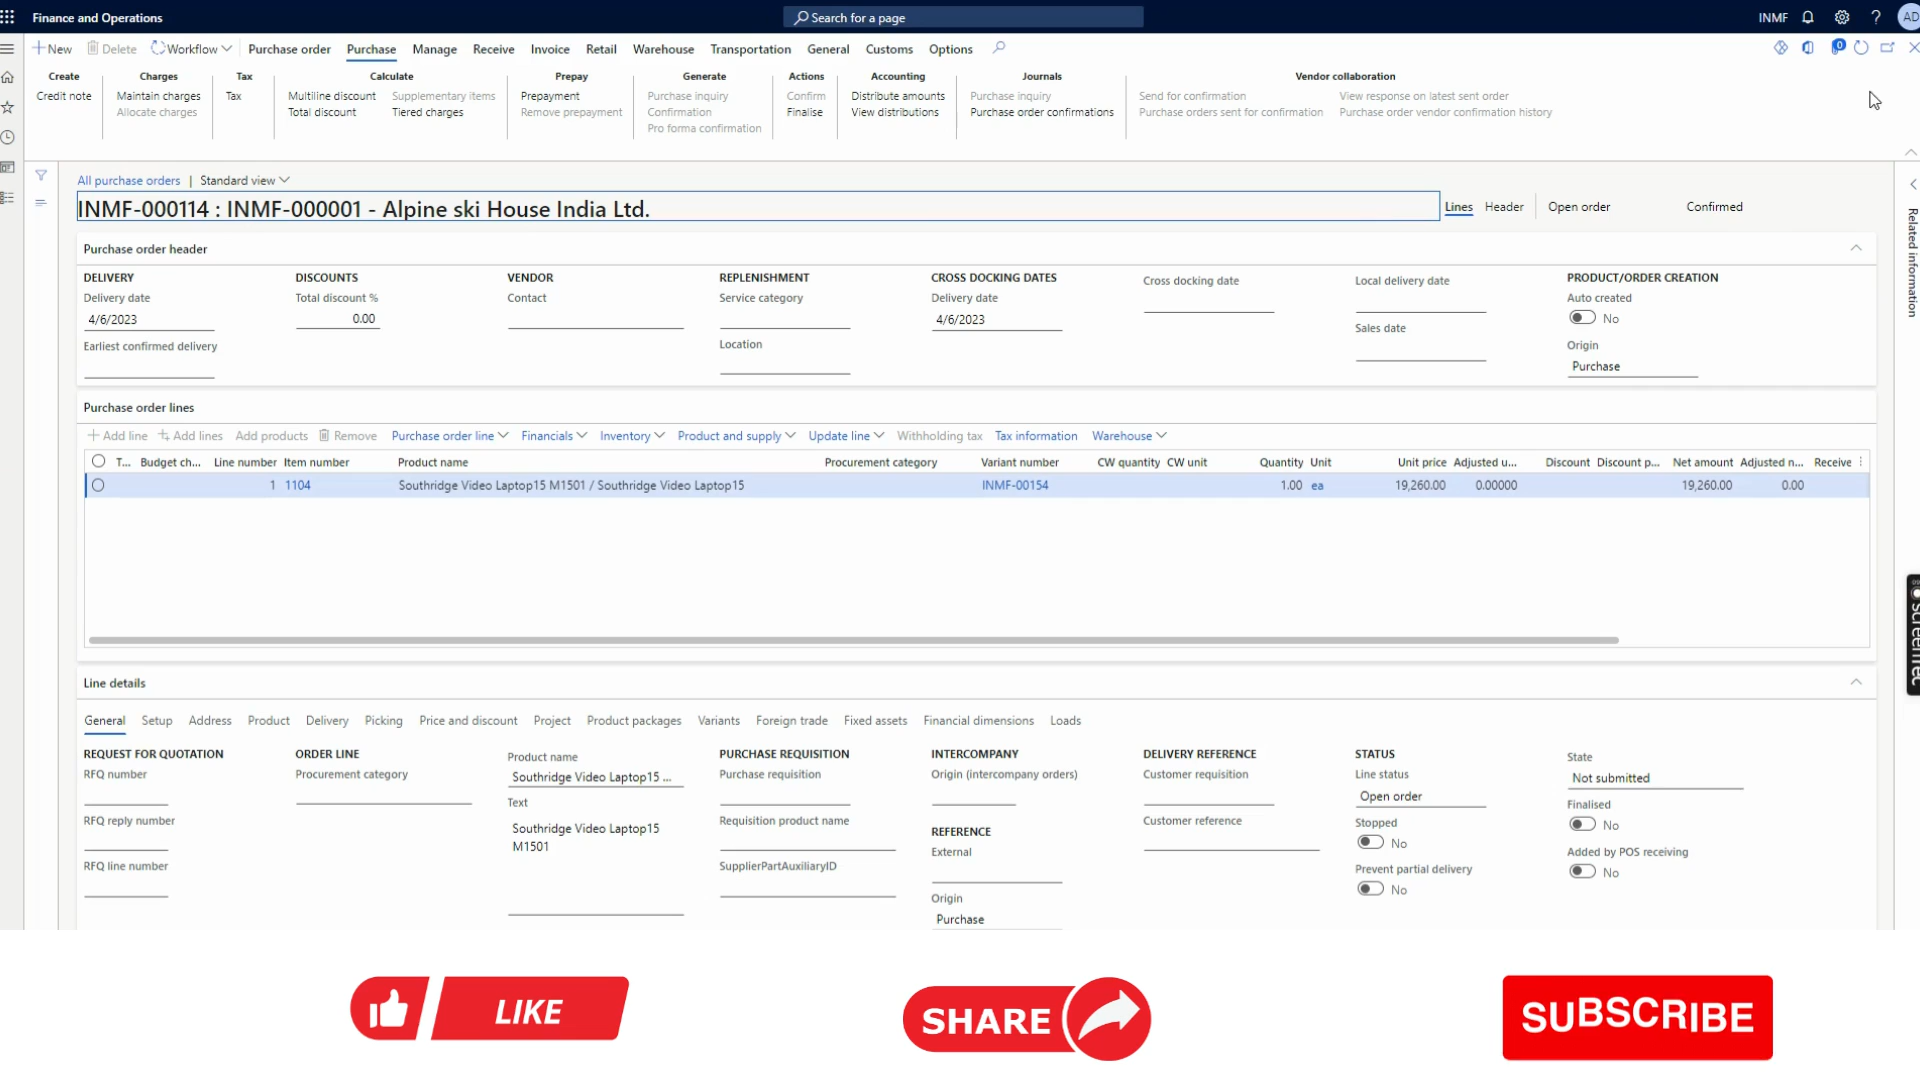 Finance and Operations
Search for a page
INMF
?
AD
New Delete Workflow Purchase order Purchase Manage Receive Invoice Retail Warehouse Transportation General Customs Options
0
Create Charges Tax Calculate Prepay Generate Actions Accounting Journals Vendor collaboration
Credit note Maintain charges Tax Multiline discount Supplementary items Prepayment Purchase inquiry Confirm Distribute amounts Purchase inquiry Send for confirmation View response on latest sent order
Allocate charges Total discount Tiered charges Remove prepayment Confirmation Finalise View distributions Purchase order confirmations Purchase orders sent for confirmation Purchase order vendor confirmation history
Pro forma confirmation
All purchase orders | Standard view
INMF-000114 : INMF-000001 - Alpine ski House India Ltd.
Lines Header Open order Confirmed
Related information
Purchase order header
DELIVERY DISCOUNTS VENDOR REPLENISHMENT CROSS DOCKING DATES Cross docking date Local delivery date PRODUCT/ORDER CREATION
Delivery date Total discount % Contact Service category Delivery date Auto created
4/6/2023 0.00 4/6/2023 No
Sales date
Earliest confirmed delivery Location Origin
Purchase
Purchase order lines
Add line Add lines Add products Remove Purchase order line Financials Inventory Product and supply Update line Withholding tax Tax information Warehouse
T... Budget ch... Line number Item number Product name Procurement category Variant number CW quantity CW unit Quantity Unit Unit price Adjusted u... Discount Discount p... Net amount Adjusted n... Receive
1 1104 Southridge Video Laptop15 M1501 / Southridge Video Laptop15 INMF-00154 1.00 ea 19,260.00 0.00000 19,260.00 0.00
Line details
General Setup Address Product Delivery Picking Price and discount Project Product packages Variants Foreign trade Fixed assets Financial dimensions Loads
REQUEST FOR QUOTATION ORDER LINE Product name PURCHASE REQUISITION INTERCOMPANY DELIVERY REFERENCE STATUS State
RFQ number Procurement category Southridge Video Laptop15 ... Purchase requisition Origin (intercompany orders) Customer requisition Line status Not submitted
Text Open order Finalised
RFQ reply number Southridge Video Laptop15 Requisition product name REFERENCE Customer reference Stopped No
M1501 External No Added by POS receiving
RFQ line number SupplierPartAuxiliaryID Prevent partial delivery No
Origin No
Purchase
LIKE
SHARE
SUBSCRIBE